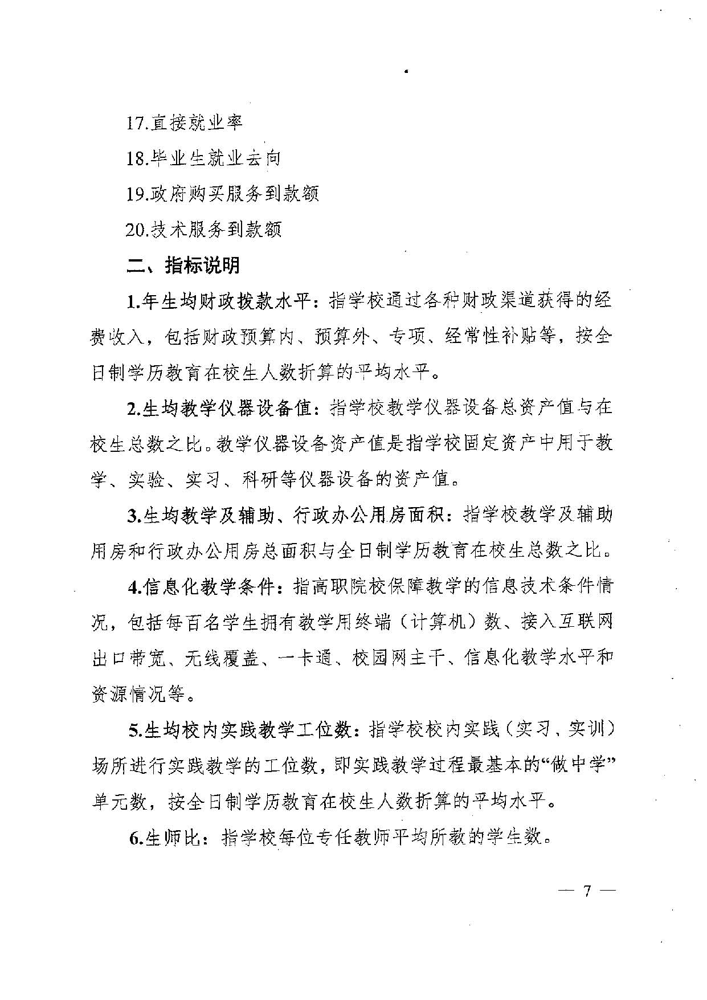 17.直接就业率
18.毕业生就业去向
19.政府购买服务到款额
20.技术服务到款额
二、指标说明
1.年生均财政拨款水平：指学校通过各种财政渠道获得的经
费收入，包括财政预算内、预算外、专项、经常性补贴等，按全
日制学历教育在校生人数折算的平均水平。
2.生均教学仪器设备值：指学校教学仪器设备总资产值与在
校生总数之比。教学仪器设备资产值是指学校固定资产中用于教
学、实验、实习、科研等仪器设备的资产值。
3.生均教学及辅助、行政办公用房面积：指学校教学及辅助
用房和行政办公用房总面积与全日制学历教育在校生总数之比。
4.信息化教学条件：指高职院校保障教学的信息技术条件情
况，包括每百名学生拥有教学用终端（计算机）数、接入互联网
出口带宽、无线覆盖、一卡通、校园网主干、信息化教学水平和
资源情况等。
5.生均校内实践教学工位数：指学校校内实践（实习、实训）
场所进行实践教学的工位数，即实践教学过程最基本的“做中学”
单元数，按全日制学历教育在校生人数折算的平均水平。
6.生师比：指学校每位专任教师平均所教的学生数。
— 7 —